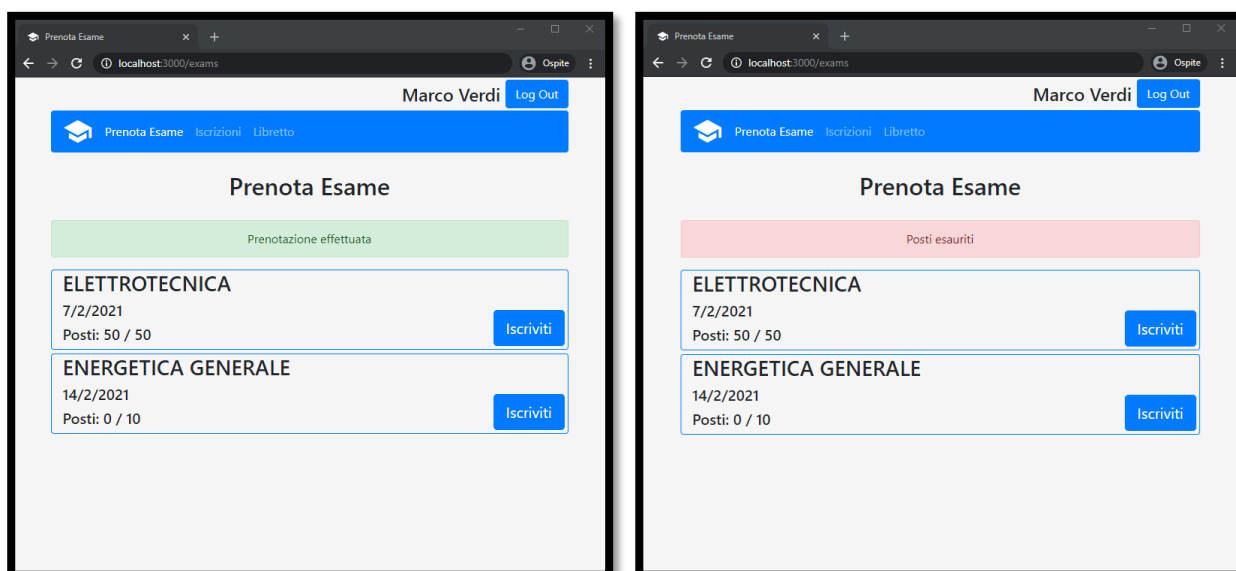 Prenota Esame
localhost:3000/exams
Ospite
Marco Verdi Log Out
Prenota Esame Iscrizioni Libretto
Prenota Esame
Prenotazione effettuata
ELETTROTECNICA
7/2/2021
Posti: 50 / 50
Iscriviti
ENERGETICA GENERALE
14/2/2021
Posti: 0 / 10
Iscriviti
Prenota Esame
localhost:3000/exams
Ospite
Marco Verdi Log Out
Prenota Esame Iscrizioni Libretto
Prenota Esame
Posti esauriti
ELETTROTECNICA
7/2/2021
Posti: 50 / 50
Iscriviti
ENERGETICA GENERALE
14/2/2021
Posti: 0 / 10
Iscriviti